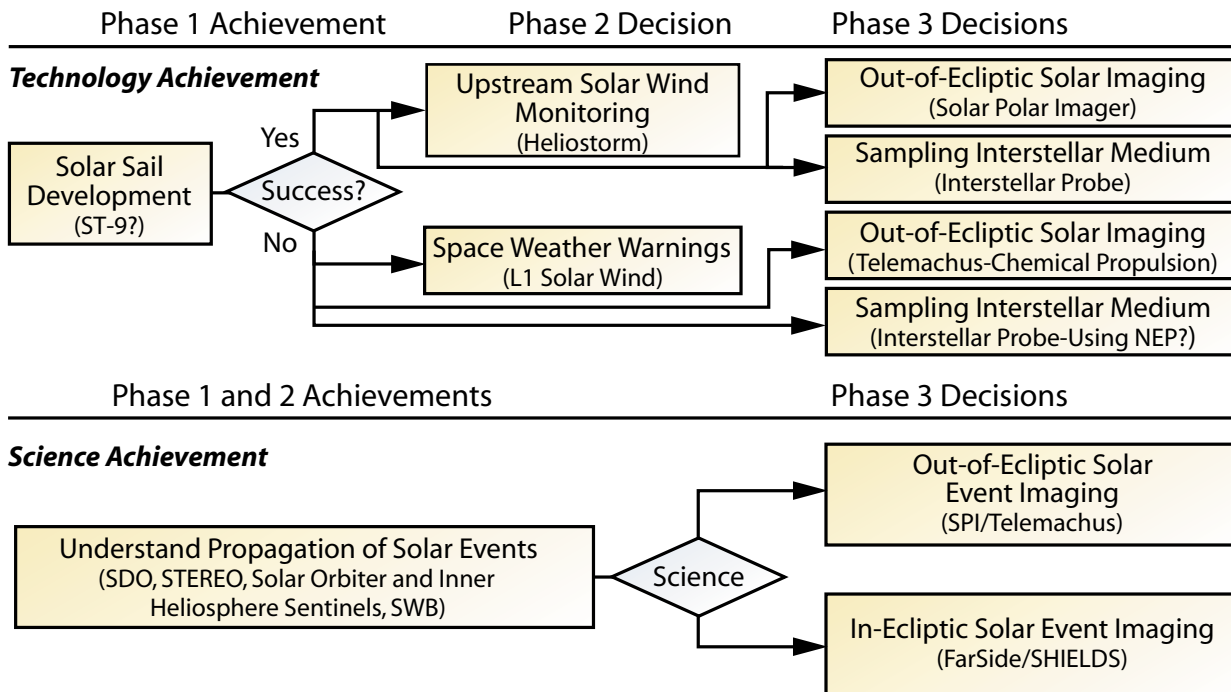 Phase 1 Achievement
Phase 2 Decision
Phase 3 Decisions
Technology Achievement
Solar Sail
Development
(ST-9?)
Yes
Success?
No
Upstream Solar Wind
Monitoring
(Heliostorm)
Space Weather Warnings
(L1 Solar Wind)
Out-of-Ecliptic Solar Imaging
(Solar Polar Imager)
Sampling Interstellar Medium
(Interstellar Probe)
Out-of-Ecliptic Solar Imaging
(Telemachus-Chemical Propulsion)
Sampling Interstellar Medium
(Interstellar Probe-Using NEP?)
Phase 1 and 2 Achievements
Phase 3 Decisions
Science Achievement
Understand Propagation of Solar Events
(SDO, STEREO, Solar Orbiter and Inner
Heliosphere Sentinels, SWB)
Science
Out-of-Ecliptic Solar
Event Imaging
(SPI/Telemachus)
In-Ecliptic Solar Event Imaging
(FarSide/SHIELDS)